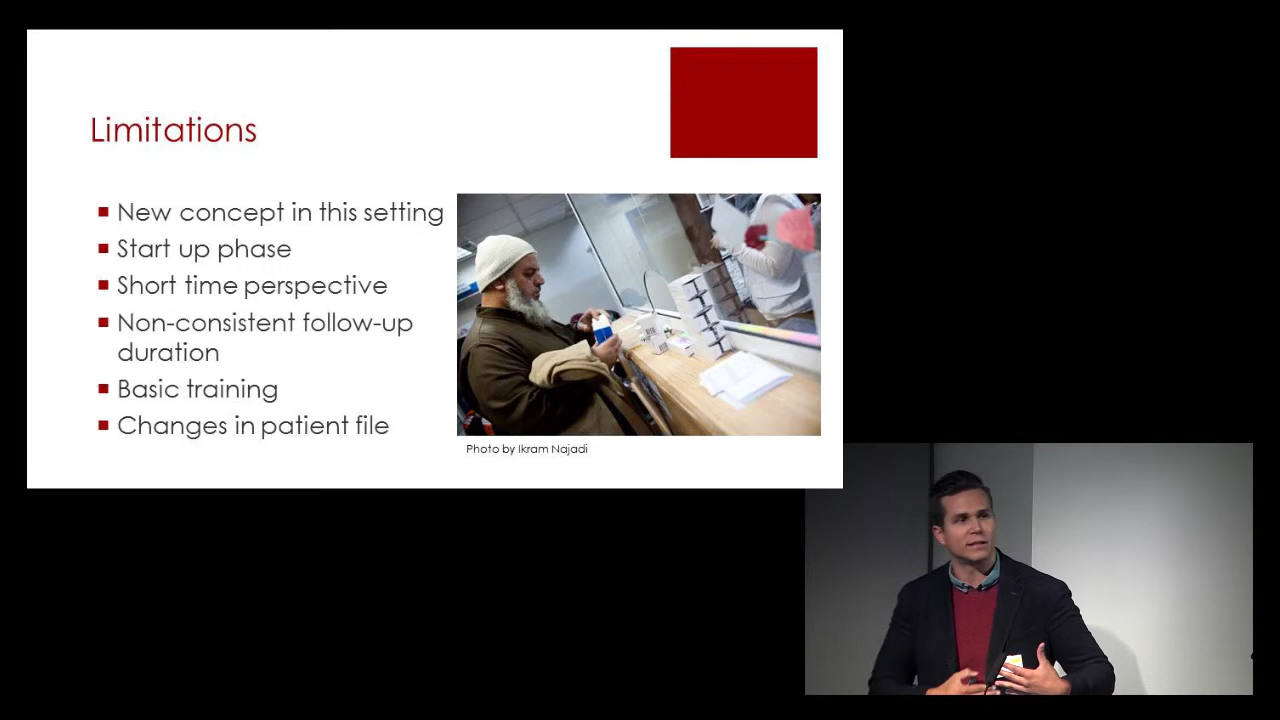 Limitations
New concept in this setting
Start up phase
Short time perspective
Non-consistent follow-up
duration
Basic training
Changes in patient file
Photo by Ikram Najadi